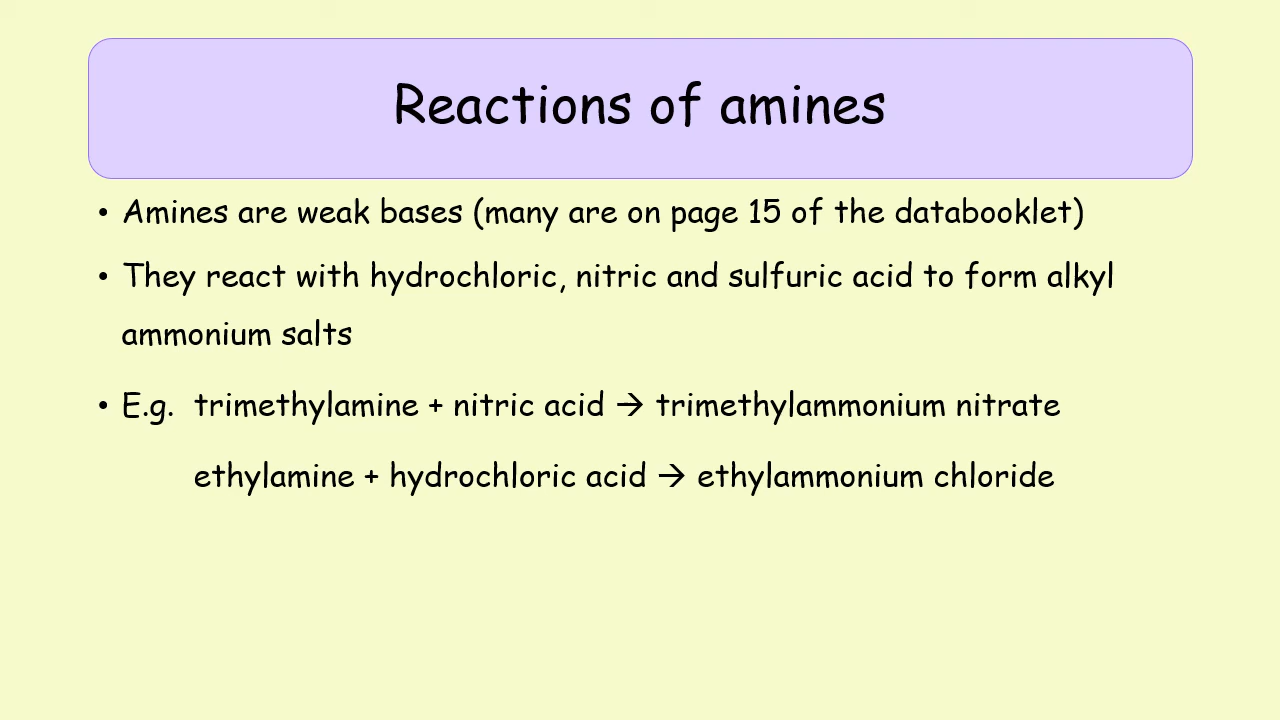 Reactions of amines
• Amines are weak bases (many are on page 15 of the databooklet)
• They react with hydrochloric, nitric and sulfuric acid to form alkyl
ammonium salts
• E.g. trimethylamine + nitric acid → trimethylammonium nitrate
ethylamine + hydrochloric acid → ethylammonium chloride